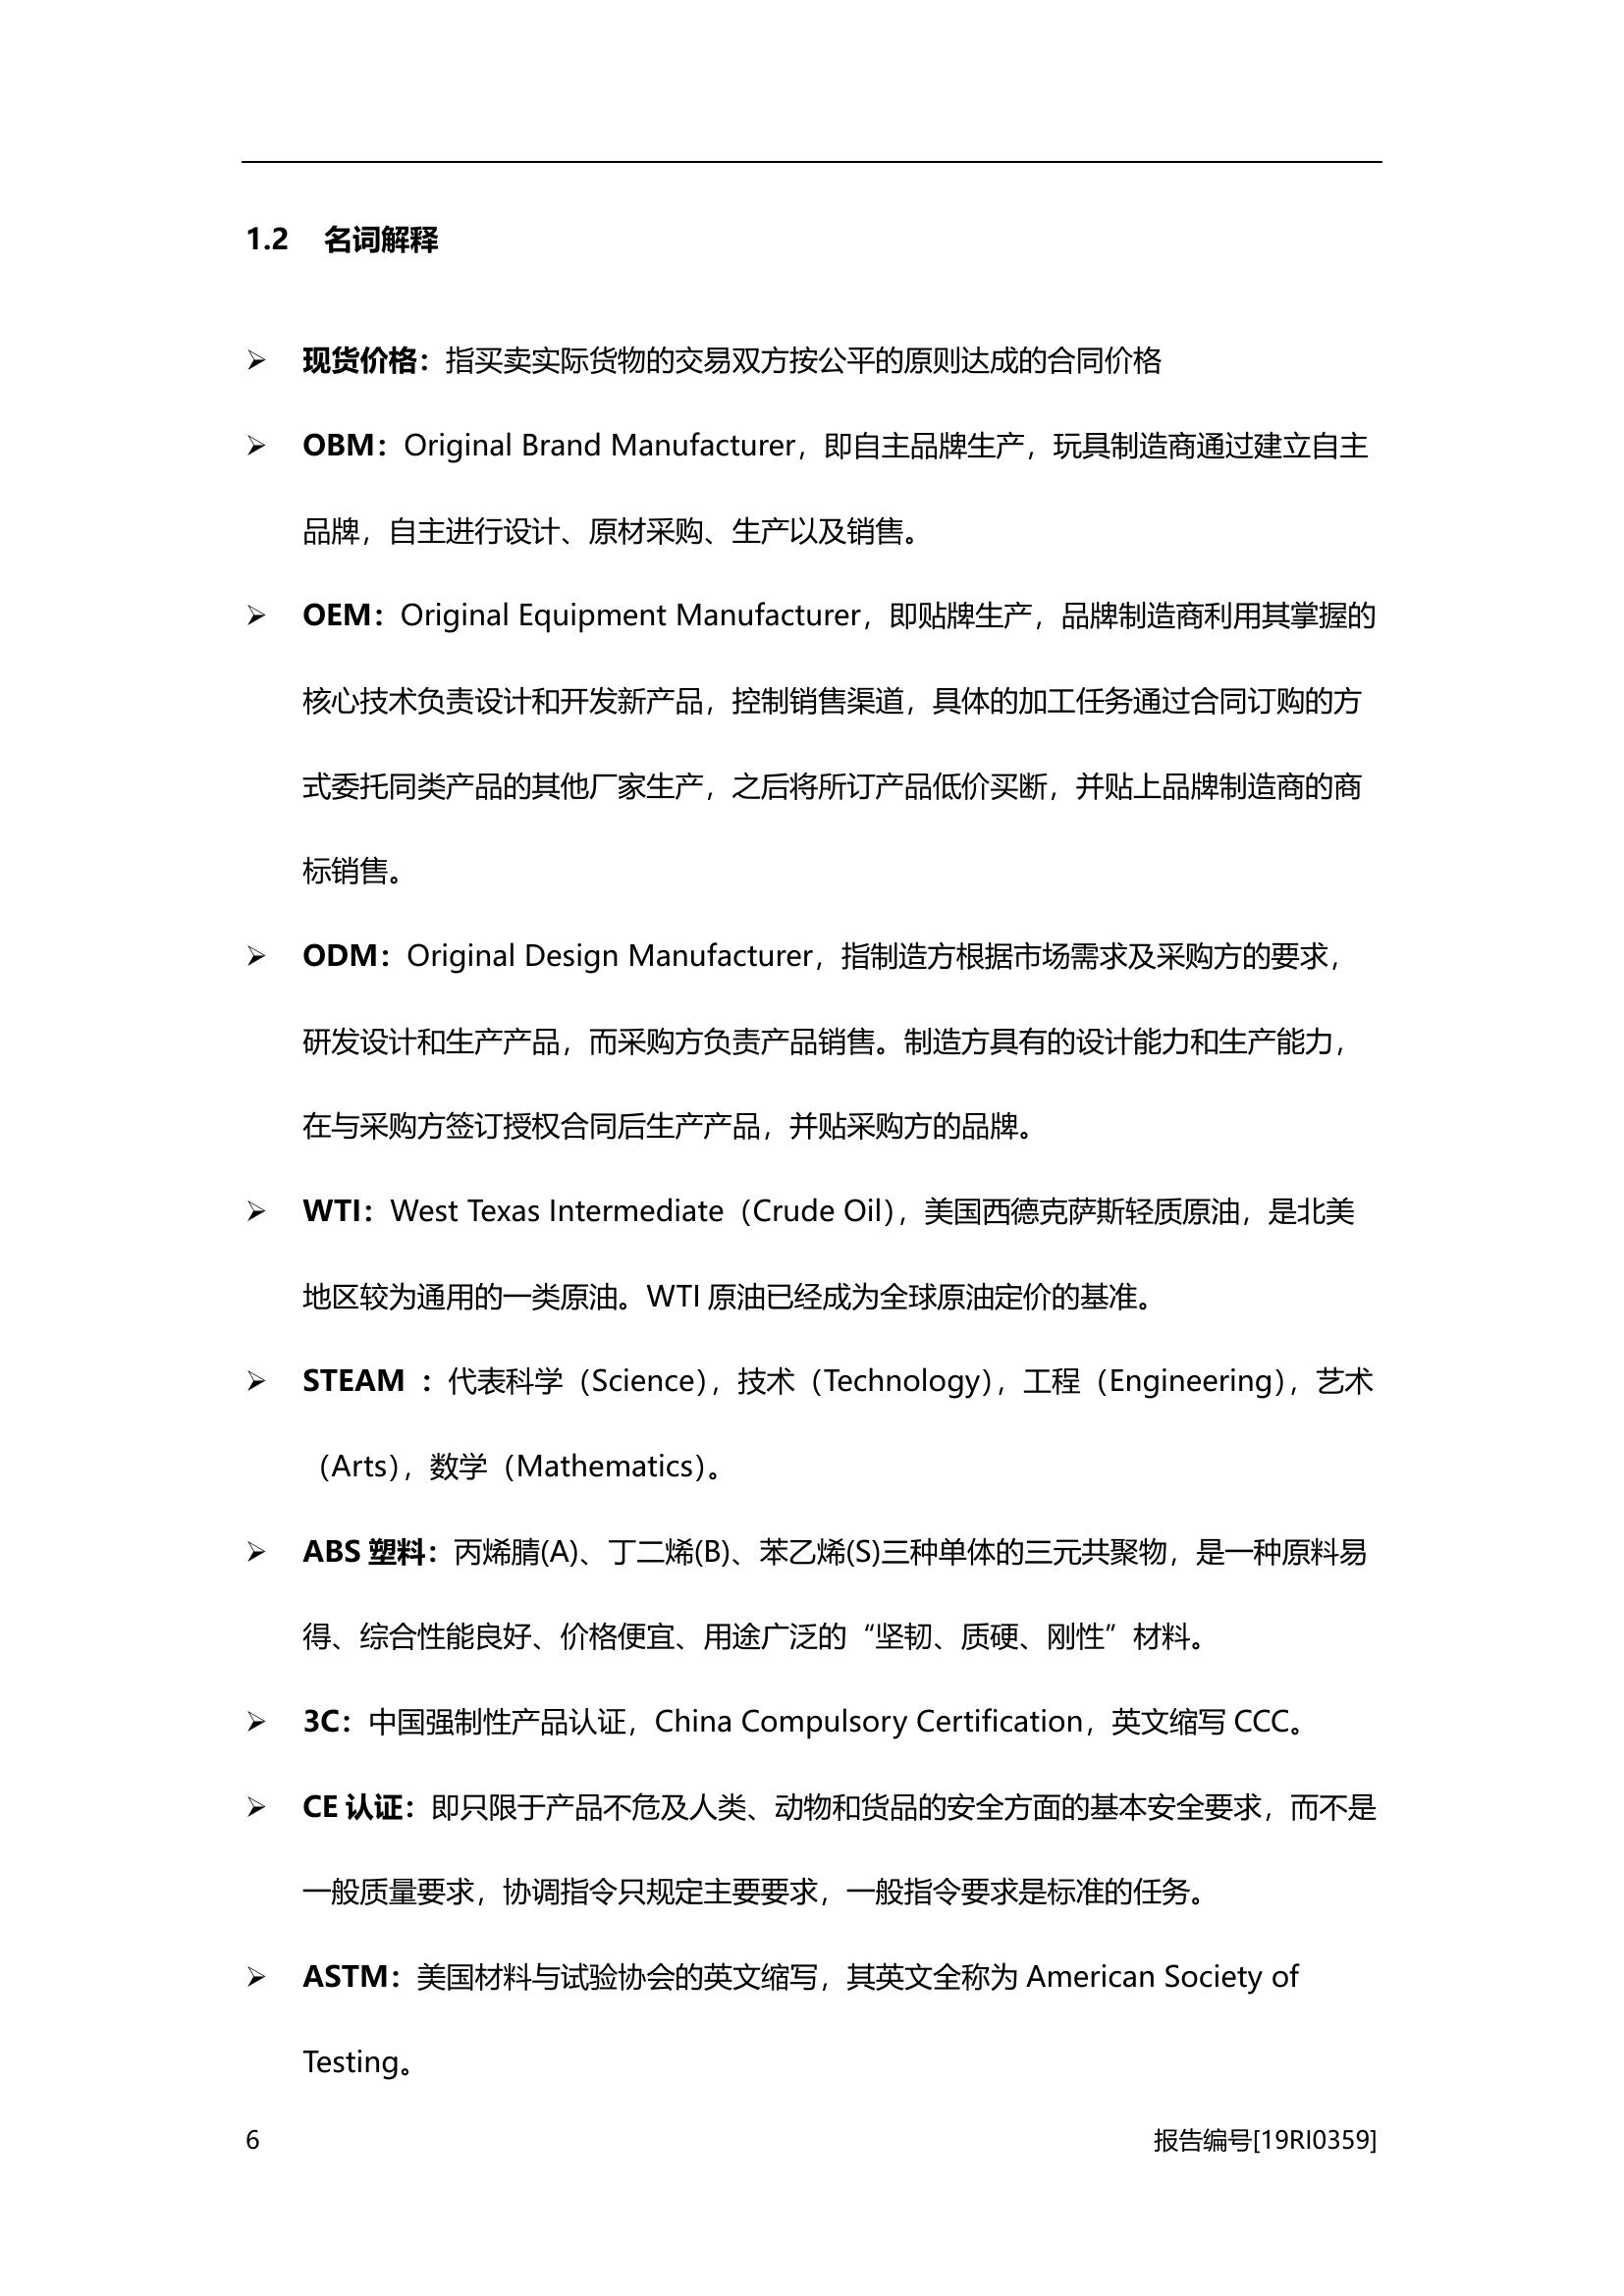 1.2 名词解释
➢ 现货价格：指买卖实际货物的交易双方按公平的原则达成的合同价格
➢ OBM：Original Brand Manufacturer，即自主品牌生产，玩具制造商通过建立自主
品牌，自主进行设计、原材采购、生产以及销售。
➢ OEM：Original Equipment Manufacturer，即贴牌生产，品牌制造商利用其掌握的
核心技术负责设计和开发新产品，控制销售渠道，具体的加工任务通过合同订购的方
式委托同类产品的其他厂家生产，之后将所订产品低价买断，并贴上品牌制造商的商
标销售。
➢ ODM：Original Design Manufacturer，指制造方根据市场需求及采购方的要求，
研发设计和生产产品，而采购方负责产品销售。制造方具有的设计能力和生产能力，
在与采购方签订授权合同后生产产品，并贴采购方的品牌。
➢ WTI：West Texas Intermediate（Crude Oil），美国西德克萨斯轻质原油，是北美
地区较为通用的一类原油。WTI 原油已经成为全球原油定价的基准。
➢ STEAM ：代表科学（Science），技术（Technology），工程（Engineering），艺术
（Arts），数学（Mathematics）。
➢ ABS 塑料：丙烯腈(A)、丁二烯(B)、苯乙烯(S)三种单体的三元共聚物，是一种原料易
得、综合性能良好、价格便宜、用途广泛的“坚韧、质硬、刚性”材料。
➢ 3C：中国强制性产品认证，China Compulsory Certification，英文缩写 CCC。
➢ CE 认证：即只限于产品不危及人类、动物和货品的安全方面的基本安全要求，而不是
一般质量要求，协调指令只规定主要要求，一般指令要求是标准的任务。
➢ ASTM：美国材料与试验协会的英文缩写，其英文全称为 American Society of
Testing。
6 报告编号[19RI0359]